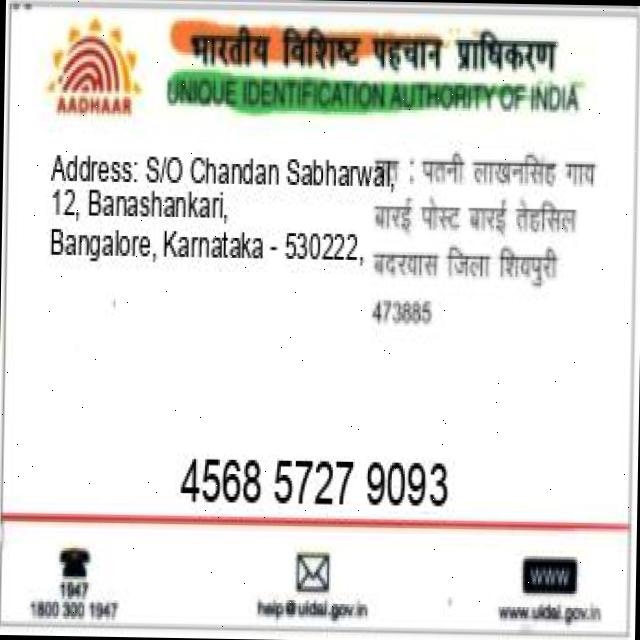 भारतीय विशिष्ट पहचान प्राधिकरण
UNIQUE IDENTIFICATION AUTHORITY OF INDIA
AADHAAR
Address: S/O Chandan Sabharwal,
12, Banashankari,
Bangalore, Karnataka - 530222,
: पतनी लाखनसिंह गाय
बारई पोस्ट बारई तेहसिल
बदरवास जिला शिवपुरी
473885
4568 5727 9093
1947
1800 300 1947
help@uidai.gov.in
WWW
www.uidai.gov.in